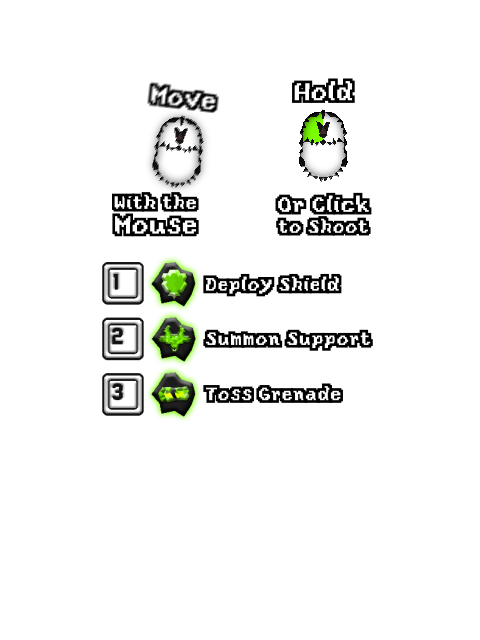 Move
With the
Mouse
Hold
Or Click
to Shoot
1 Deploy Shield
2 Summon Support
3 Toss Grenade